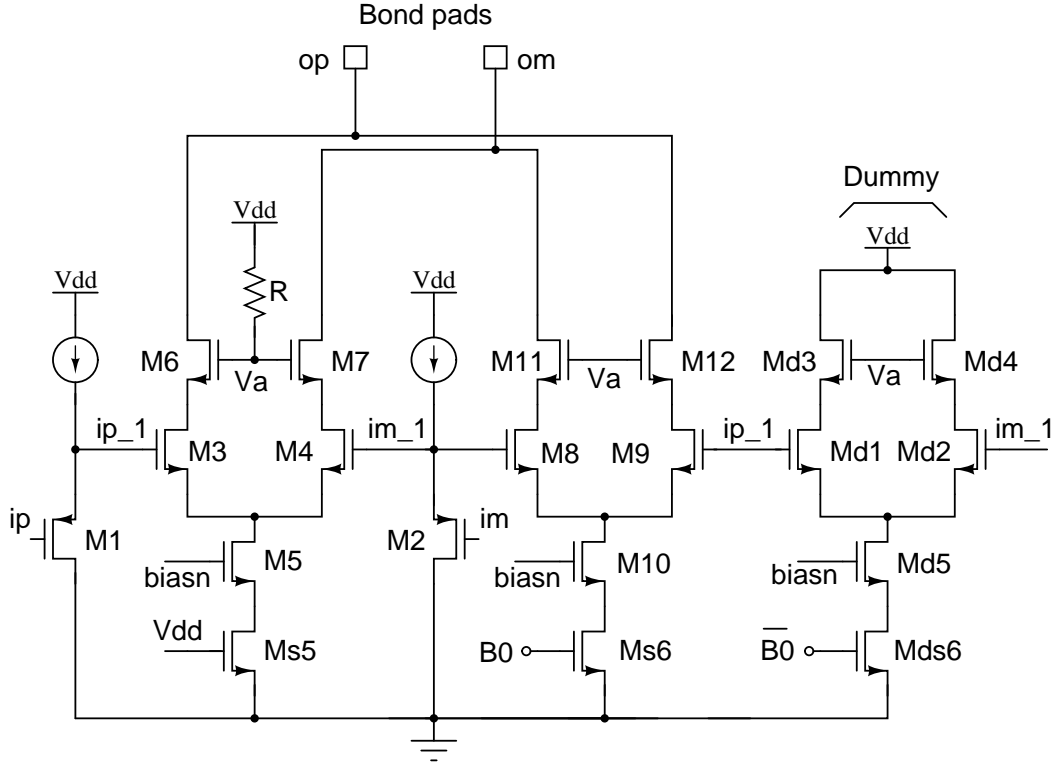 Bond pads
op
om
Dummy
Vdd
Vdd
Vdd
R
Vdd
M6
M7
M11
M12
Md3
Md4
Va
Va
Va
ip_1
im_1
ip_1
im_1
M3
M4
M8
M9
Md1
Md2
ip
M1
M2
im
M5
M10
Md5
biasn
biasn
biasn
Vdd
Ms5
B0
Ms6
B0
Mds6